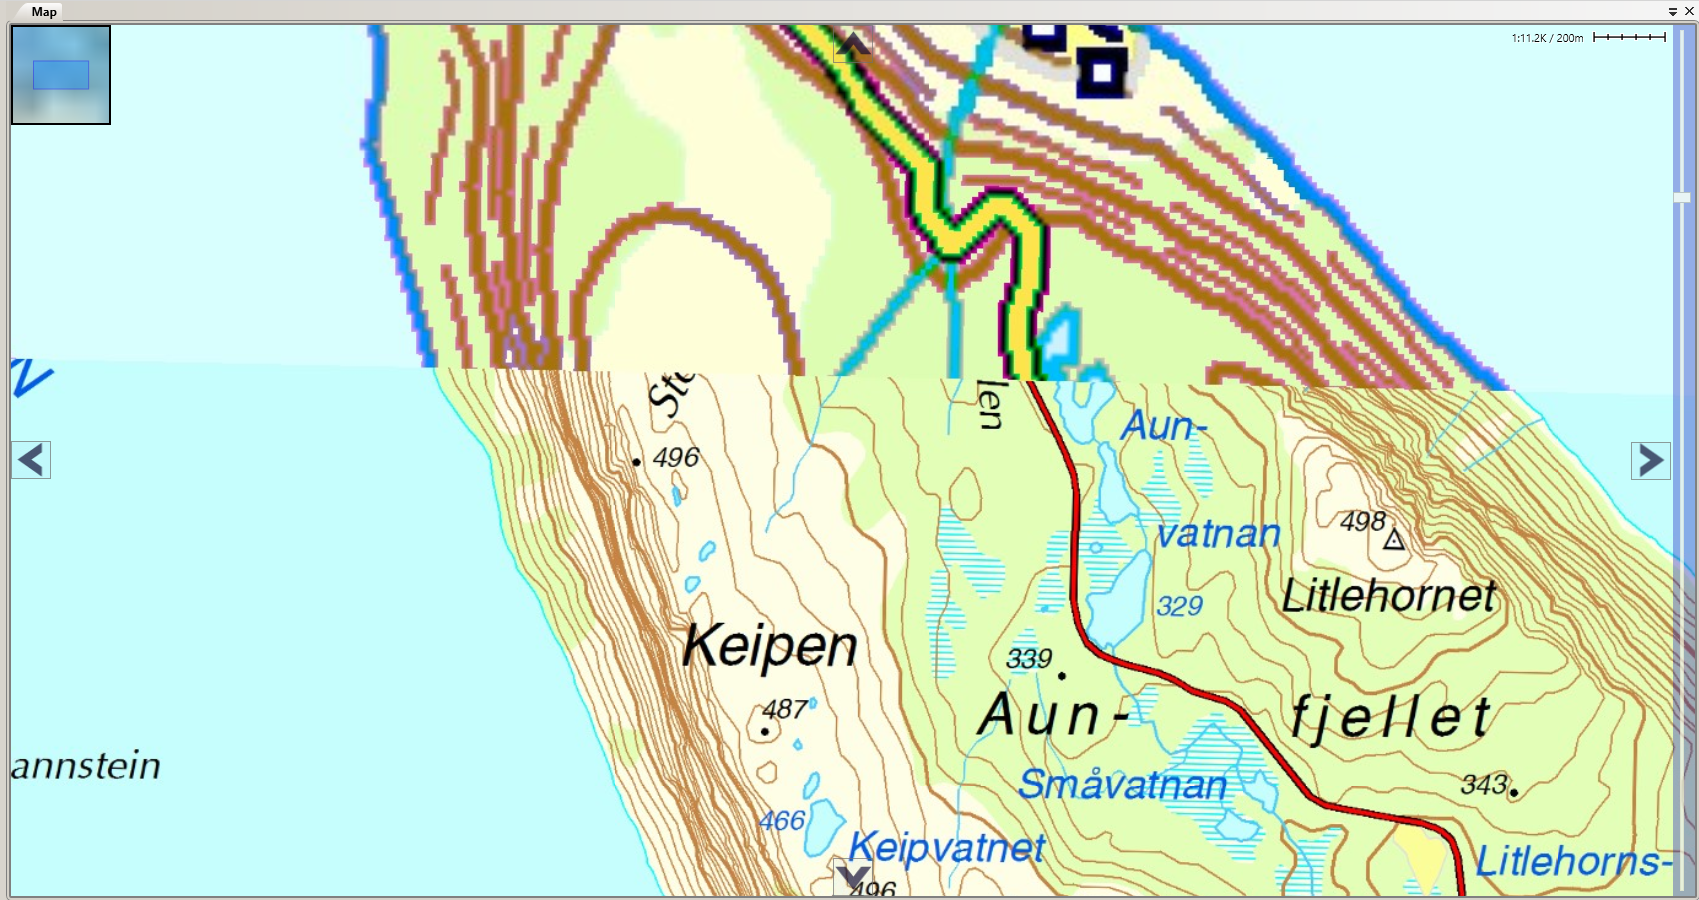 Map
1:11.2K / 200m
len
496
Aun-
498
vatnan
Litlehornet
329
Keipen
339
487
Aun-
fjellet
annstein
Småvatnan
343
466
Keipvatnet
Litlehorns-
496